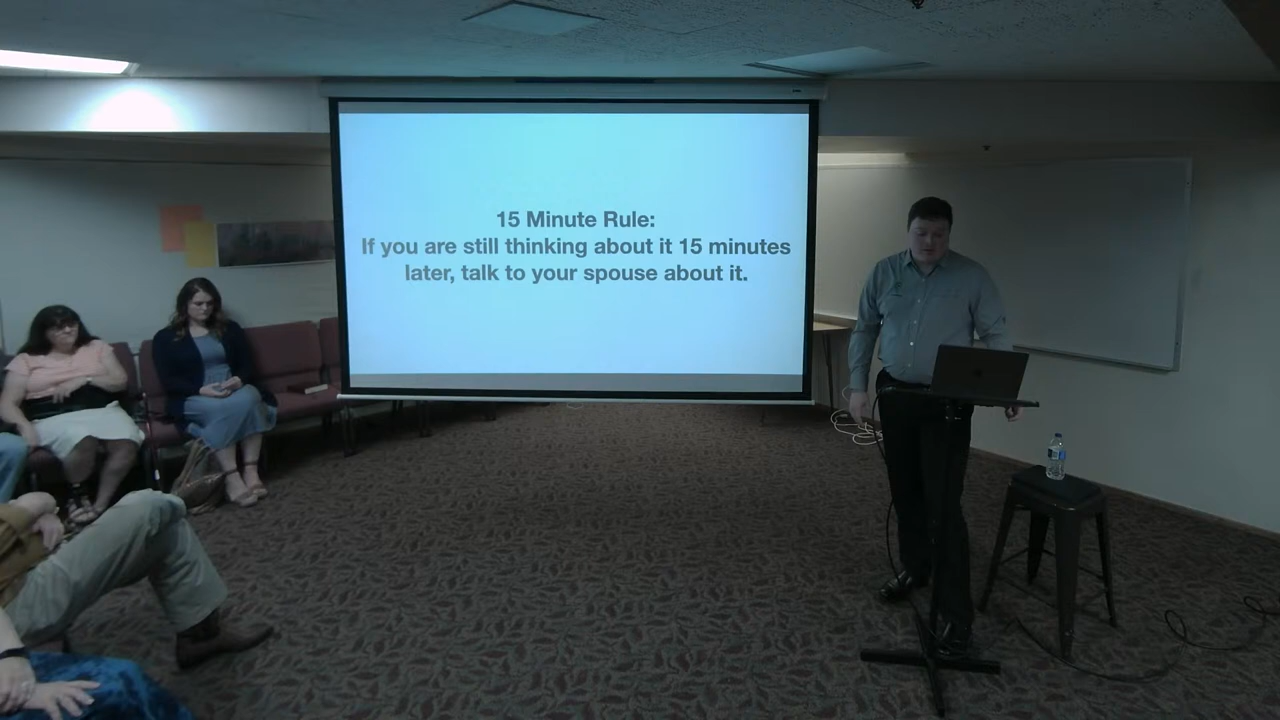 15 Minute Rule:
If you are still thinking about it 15 minutes
later, talk to your spouse about it.